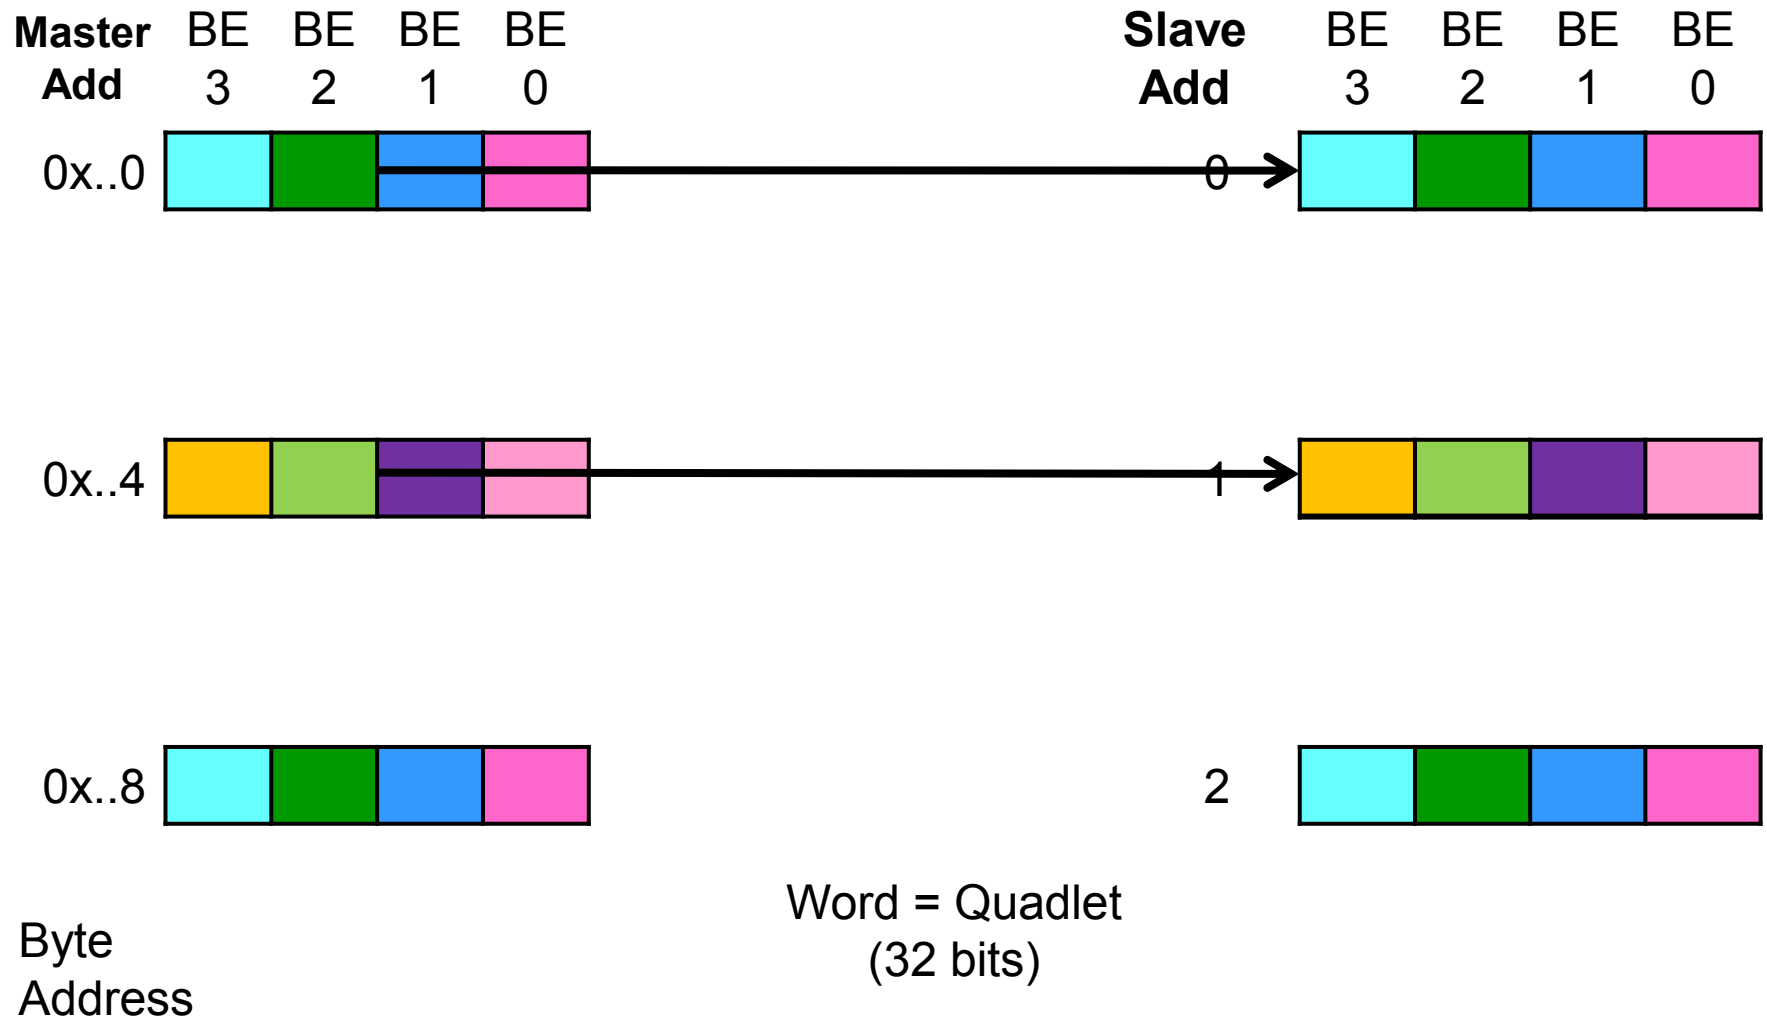 Master BE BE BE BE Slave BE BE BE BE
Add 3 2 1 0 Add 3 2 1 0
0x..0 0
0x..4 1
0x..8 2
Word = Quadlet
(32 bits)
Byte
Address